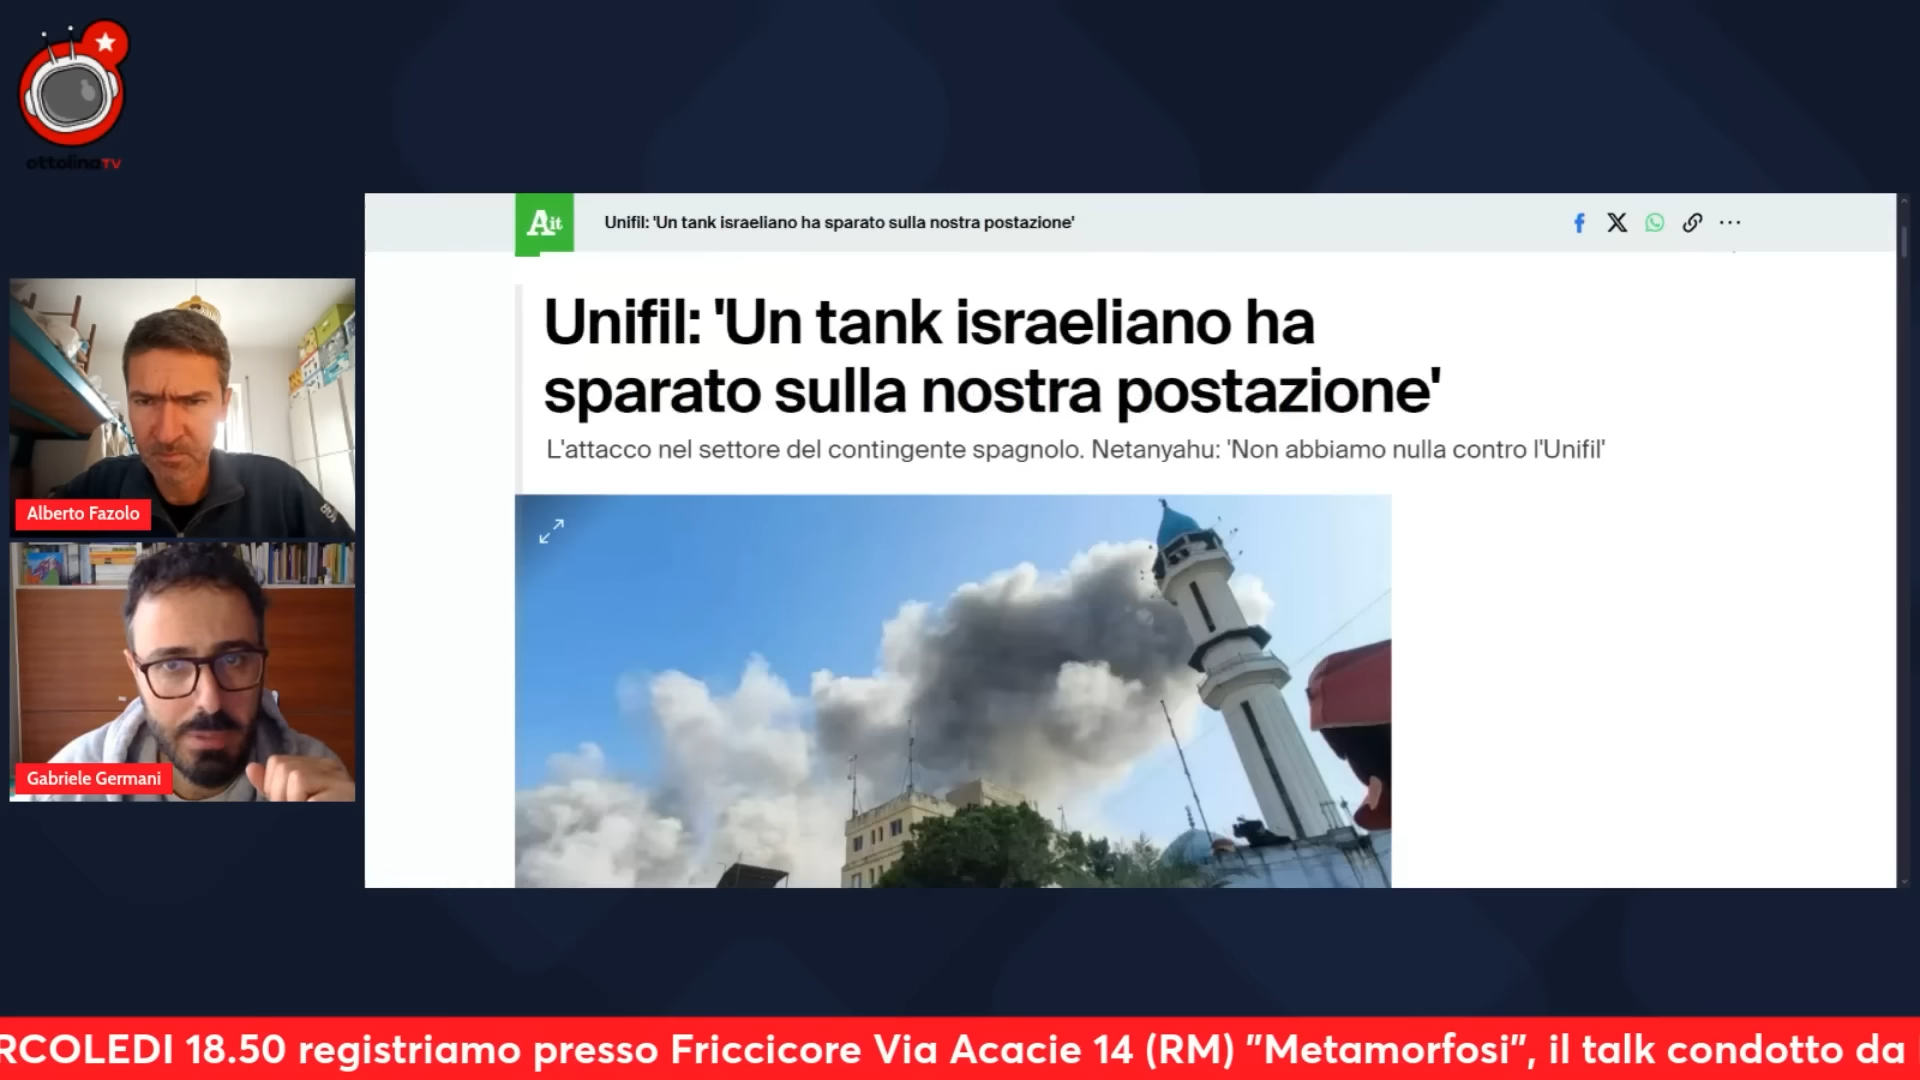 ottolinaTV
Ait
Unifil: 'Un tank israeliano ha sparato sulla nostra postazione'
Unifil: 'Un tank israeliano ha
sparato sulla nostra postazione'
L'attacco nel settore del contingente spagnolo. Netanyahu: 'Non abbiamo nulla contro l'Unifil'
Alberto Fazolo
Gabriele Germani
RCOLEDI 18.50 registriamo presso Friccicore Via Acacie 14 (RM) "Metamorfosi", il talk condotto da